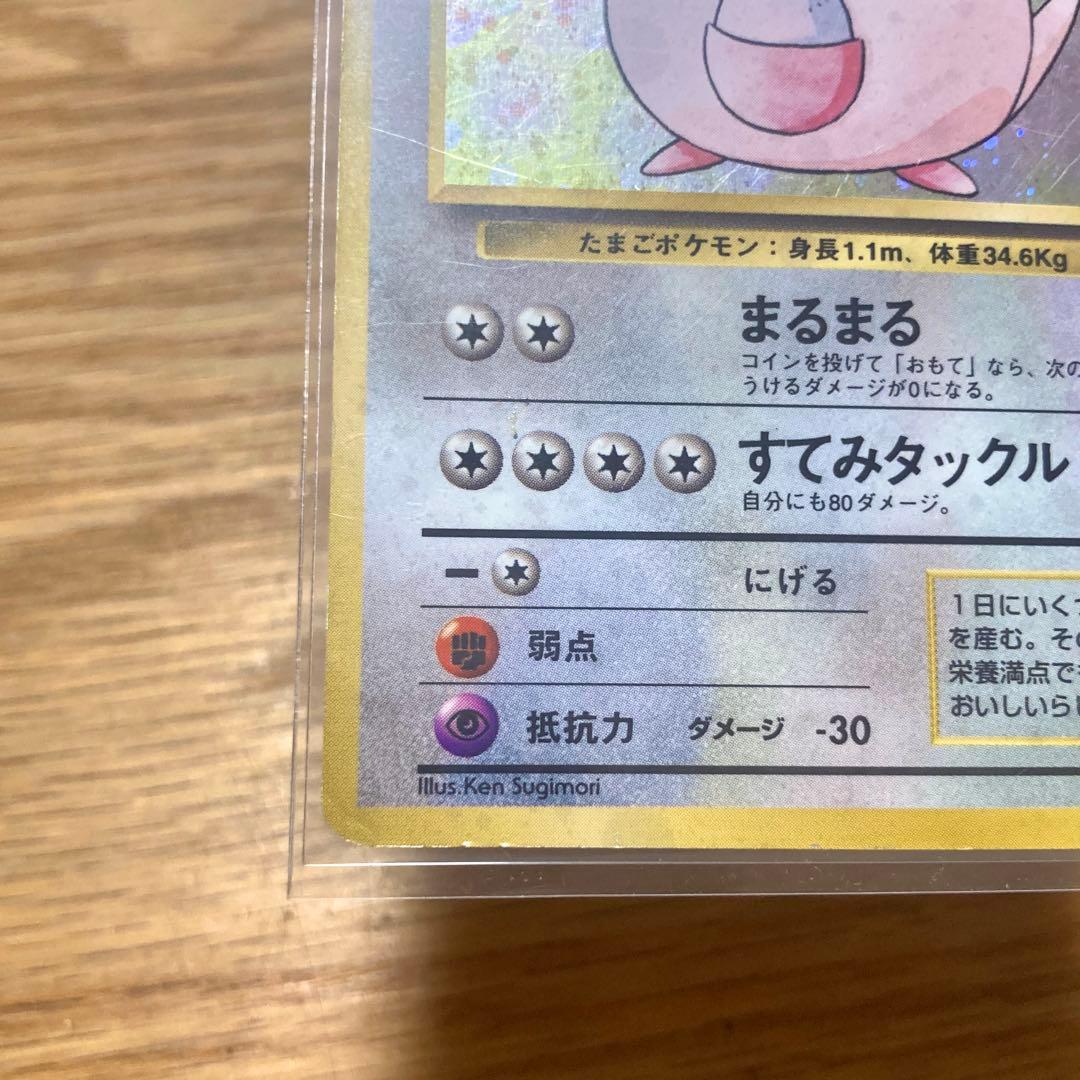 たまごポケモン：身長1.1m、体重34.6Kg
まるまる
コインを投げて「おもて」なら、次の
うけるダメージが0になる。
すてみタックル
自分にも80ダメージ。
にげる
弱点
抵抗力 ダメージ -30
1日にいくつ
を産む。その
栄養満点で
おいしいらし
Illus.Ken Sugimori